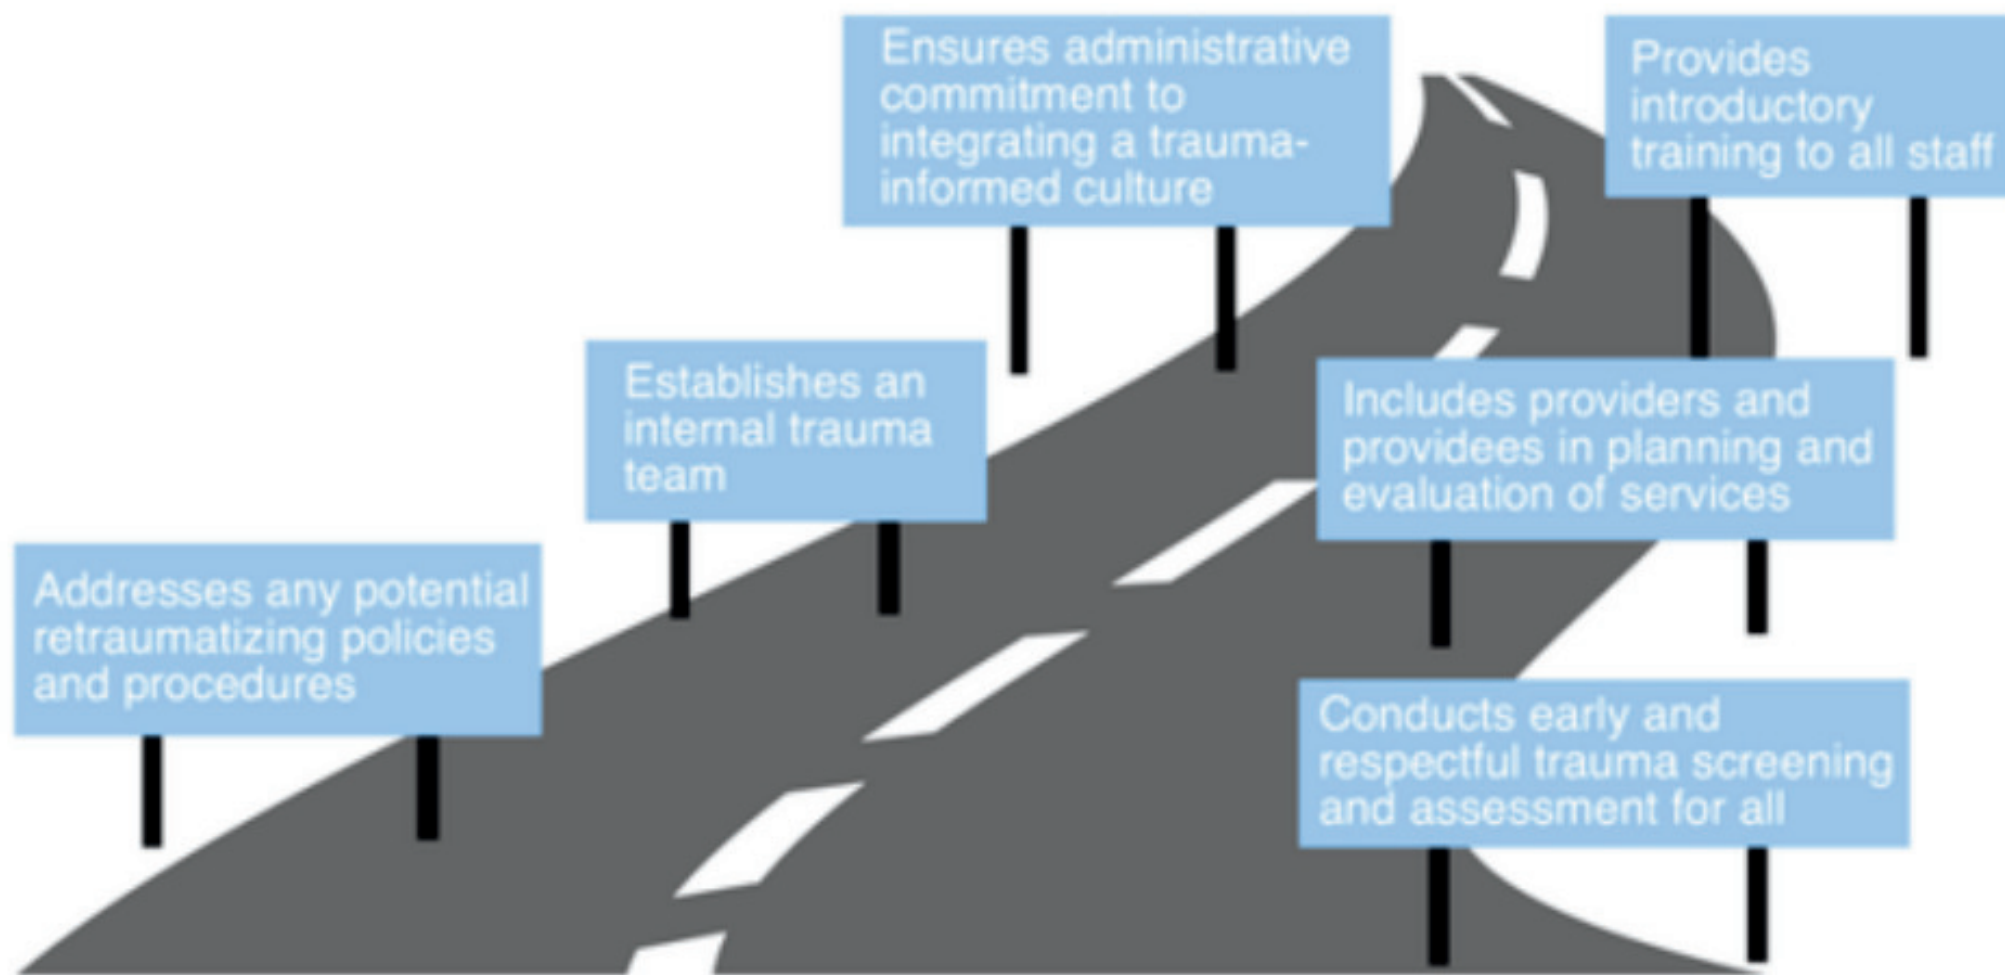 Ensures administrative
commitment to
integrating a trauma-
informed culture
Provides
introductory
training to all staff
Establishes an
internal trauma
team
Includes providers and
providees in planning and
evaluation of services
Addresses any potential
retraumatizing policies
and procedures
Conducts early and
respectful trauma screening
and assessment for all